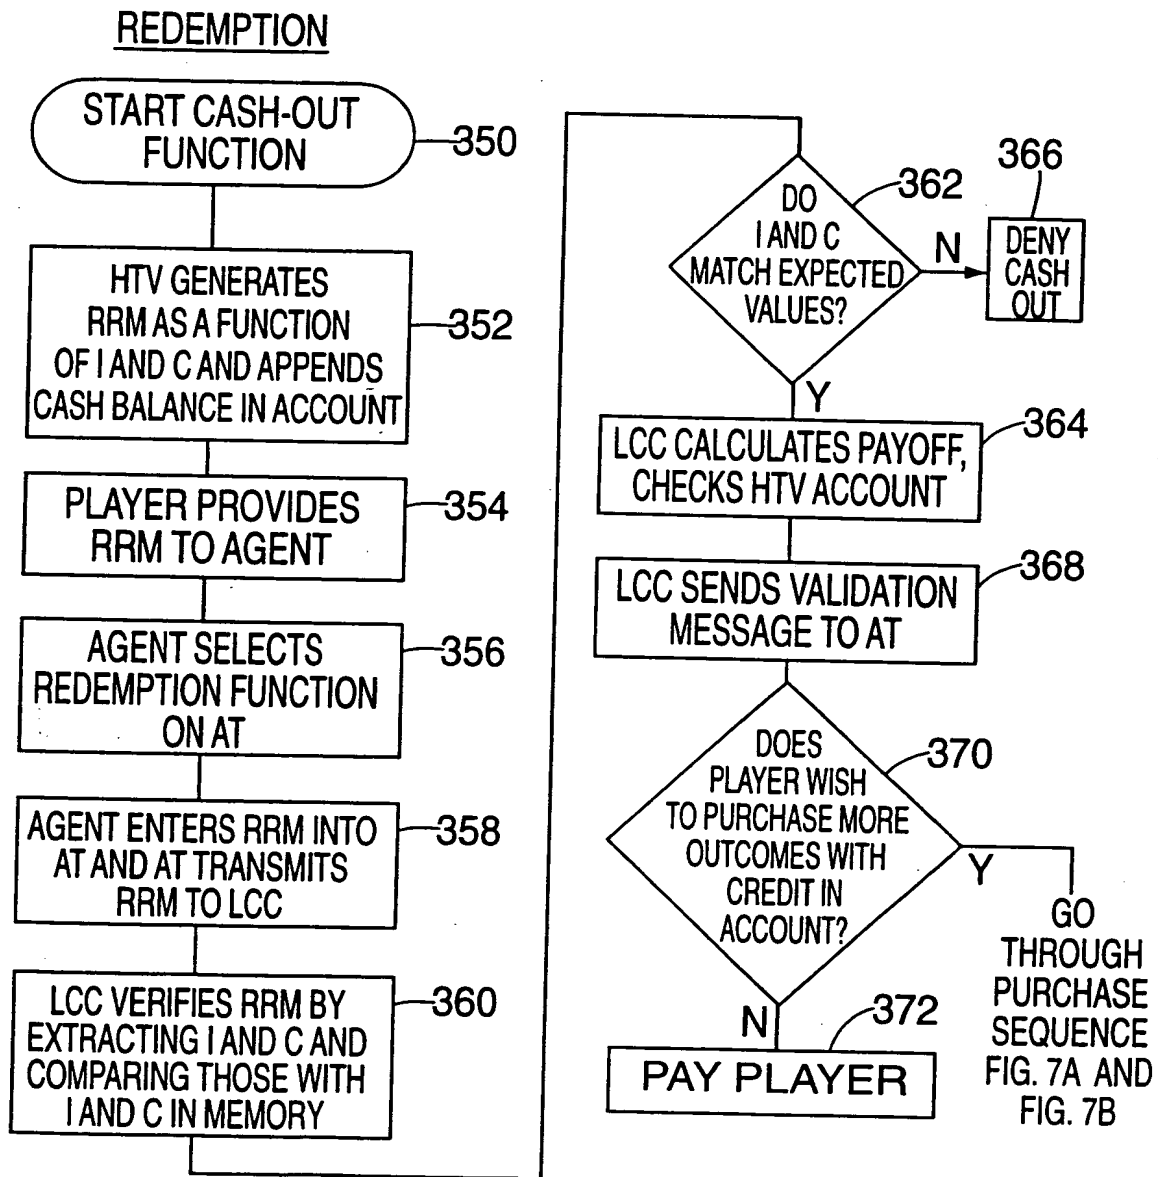 REDEMPTION
START CASH-OUT
FUNCTION
350
HTV GENERATES
RRM AS A FUNCTION
OF I AND C AND APPENDS
CASH BALANCE IN ACCOUNT
352
PLAYER PROVIDES
RRM TO AGENT
354
AGENT SELECTS
REDEMPTION FUNCTION
ON AT
356
AGENT ENTERS RRM INTO
AT AND AT TRANSMITS
RRM TO LCC
358
LCC VERIFIES RRM BY
EXTRACTING I AND C AND
COMPARING THOSE WITH
I AND C IN MEMORY
360
DO
I AND C
MATCH EXPECTED
VALUES?
362
N
366
DENY
CASH
OUT
Y
LCC CALCULATES PAYOFF,
CHECKS HTV ACCOUNT
364
LCC SENDS VALIDATION
MESSAGE TO AT
368
DOES
PLAYER WISH
TO PURCHASE MORE
OUTCOMES WITH
CREDIT IN
ACCOUNT?
370
Y
GO
THROUGH
PURCHASE
SEQUENCE
FIG. 7A AND
FIG. 7B
N
372
PAY PLAYER